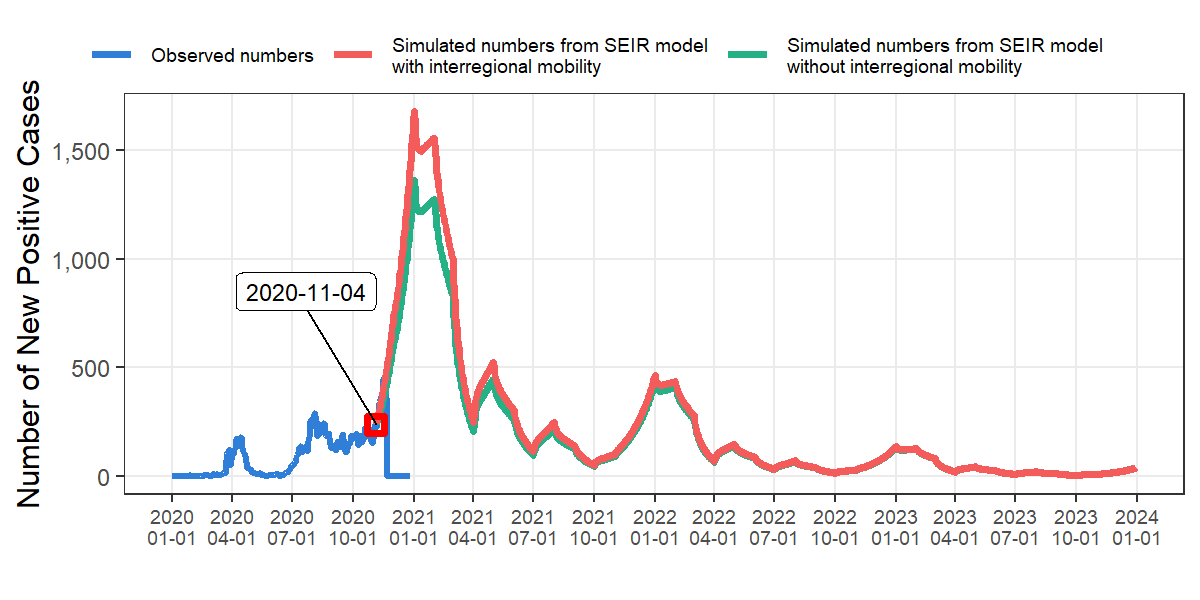 Observed numbers
Simulated numbers from SEIR model
with interregional mobility
Simulated numbers from SEIR model
without interregional mobility
Number of New Positive Cases
1,500
1,000
500
0
2020-11-04
2020 2020 2020 2020 2021 2021 2021 2021 2022 2022 2022 2022 2023 2023 2023 2023 2024
01-01 04-01 07-01 10-01 01-01 04-01 07-01 10-01 01-01 04-01 07-01 10-01 01-01 04-01 07-01 10-01 01-01